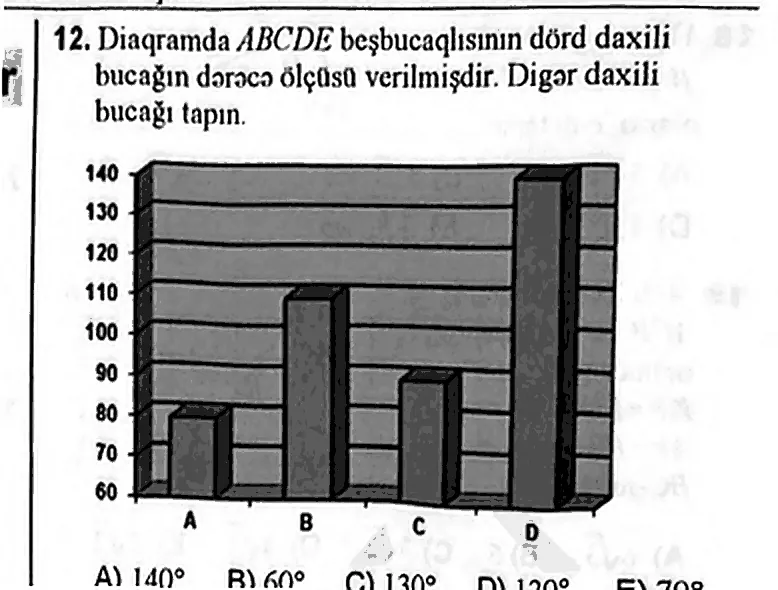 12. Diaqramda ABCDE beşbucaqlısının dörd daxili
bucağın dərəcə ölçüsü verilmişdir. Digər daxili
bucağı tapın.
140
130
120
110
100
90
80
70
60
A B C D
A) 140° B) 60° C) 130° D) 120° E) 70°